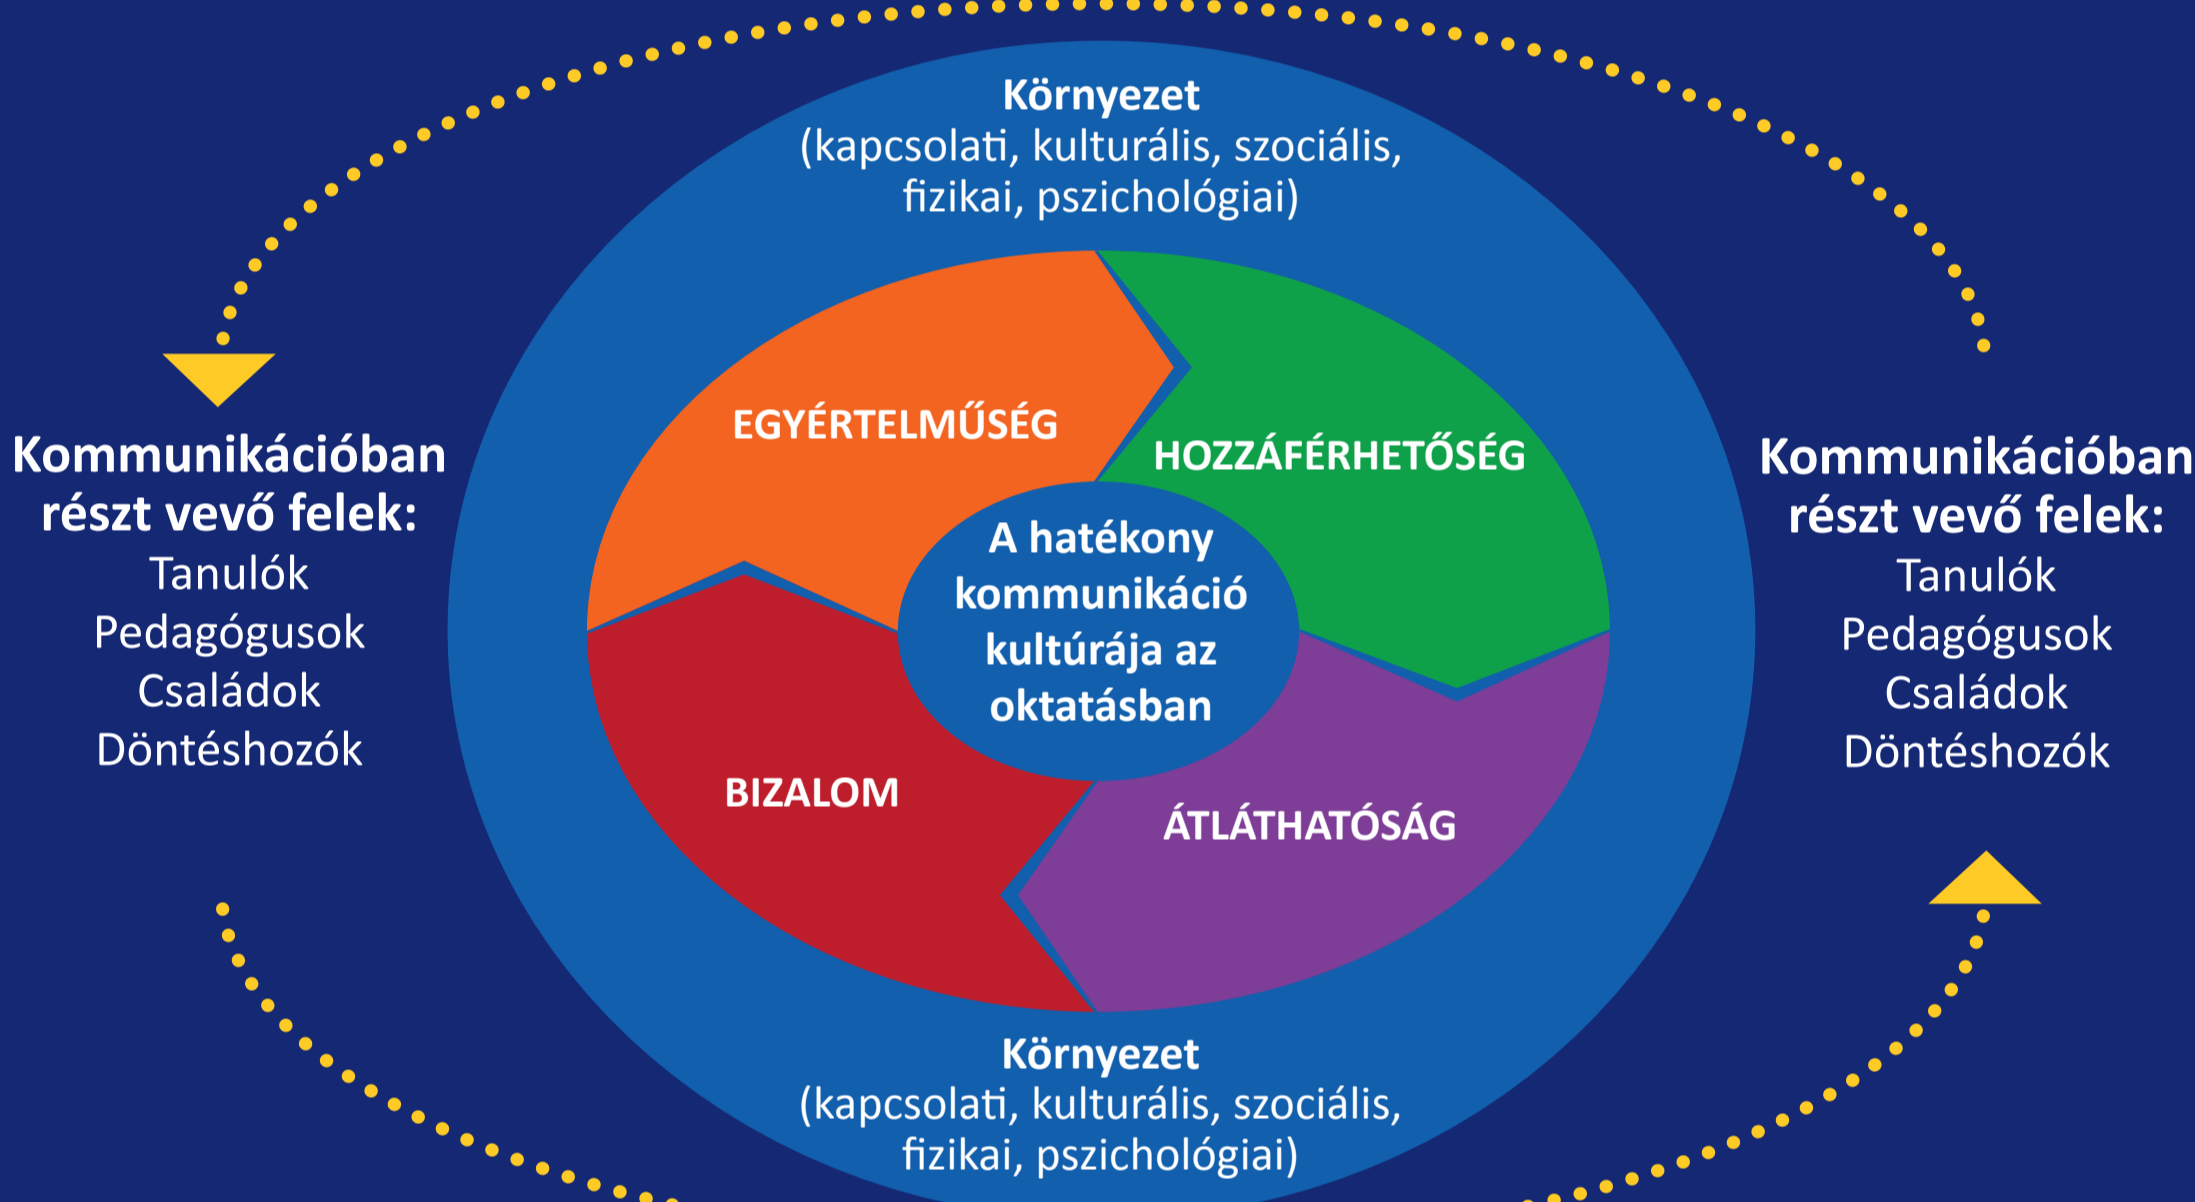 Környezet
(kapcsolati, kulturális, szociális,
fizikai, pszichológiai)
Kommunikációban
részt vevő felek:
Tanulók
Pedagógusok
Családok
Döntéshozók
EGYÉRTELMŰSÉG
HOZZÁFÉRHETŐSÉG
A hatékony
kommunikáció
kultúrája az
oktatásban
BIZALOM
ÁTLÁTHATÓSÁG
Kommunikációban
részt vevő felek:
Tanulók
Pedagógusok
Családok
Döntéshozók
Környezet
(kapcsolati, kulturális, szociális,
fizikai, pszichológiai)